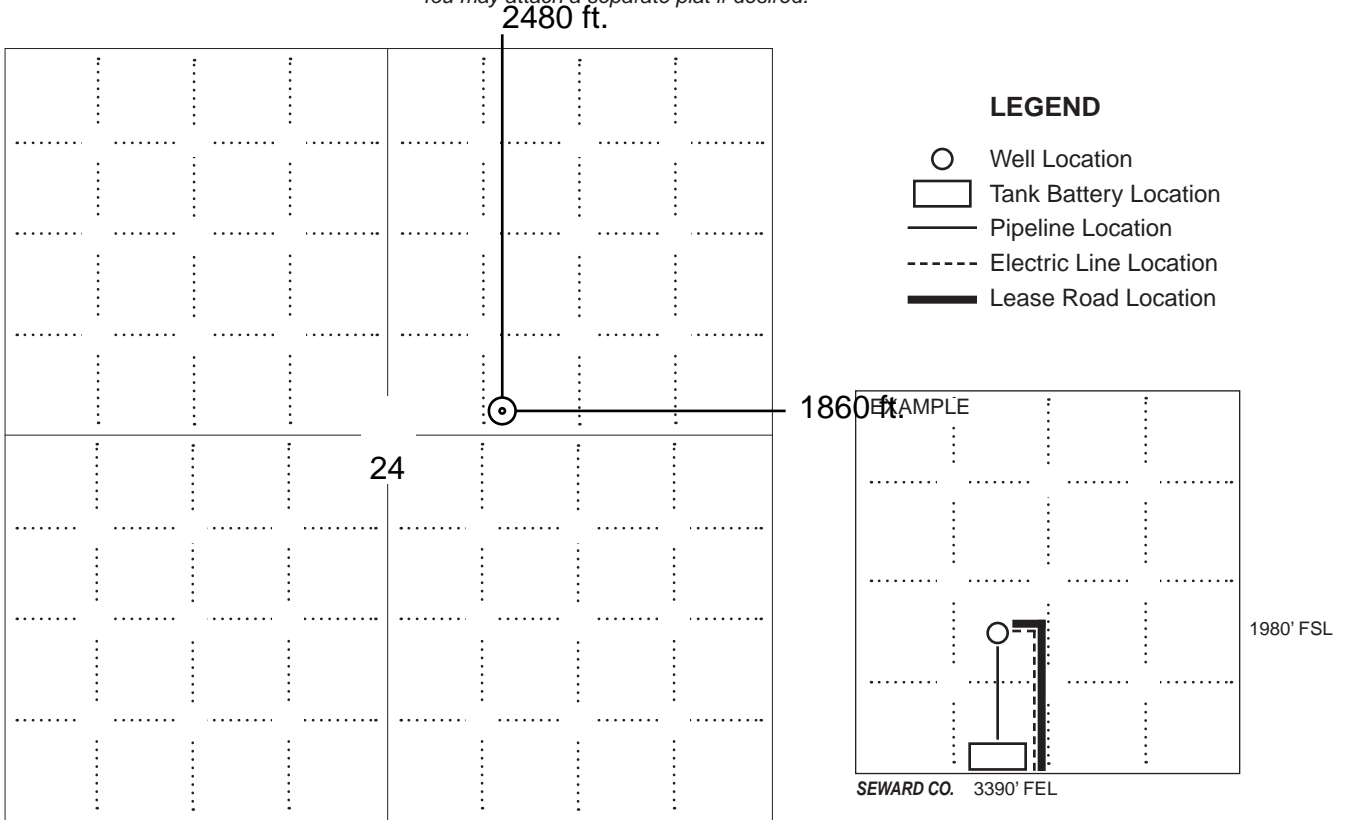 You may attach a separate plat if desired.
2480 ft.
LEGEND
Well Location
Tank Battery Location
Pipeline Location
Electric Line Location
Lease Road Location
1860 ft.
EXAMPLE
24
1980' FSL
SEWARD CO. 3390' FEL